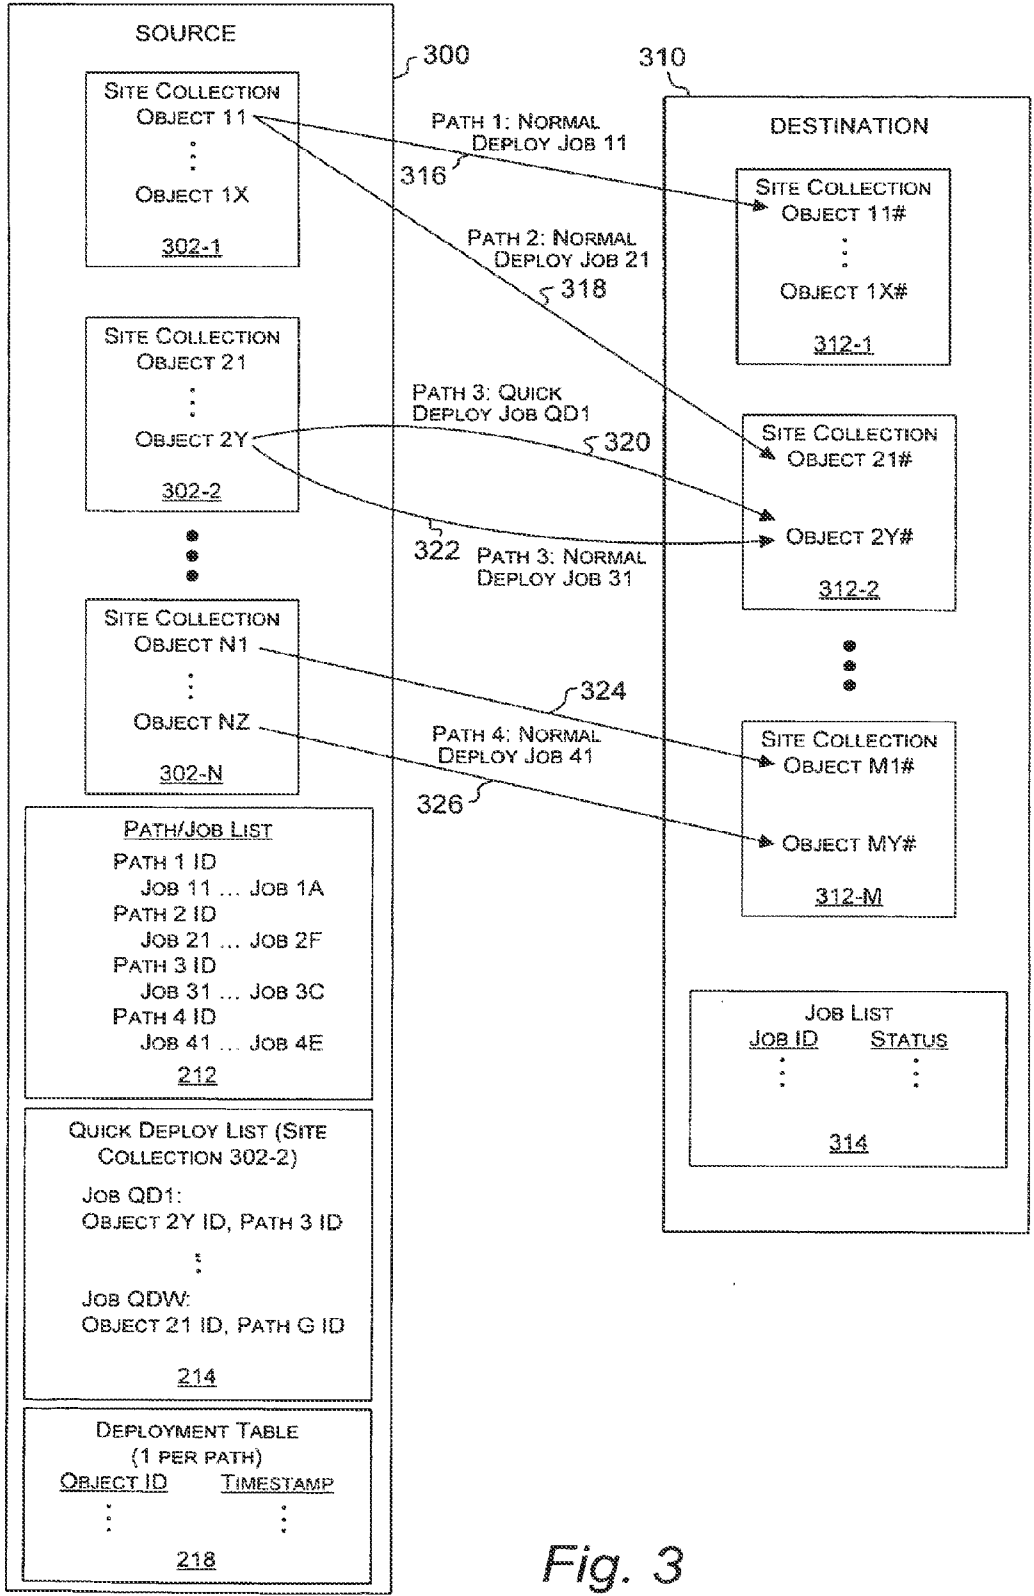 SOURCE
300
SITE COLLECTION
OBJECT 11
OBJECT 1X
302-1
SITE COLLECTION
OBJECT 21
OBJECT 2Y
302-2
SITE COLLECTION
OBJECT N1
OBJECT NZ
302-N
PATH/JOB LIST
PATH 1 ID
JOB 11 ... JOB 1A
PATH 2 ID
JOB 21 ... JOB 2F
PATH 3 ID
JOB 31 ... JOB 3C
PATH 4 ID
JOB 41 ... JOB 4E
212
QUICK DEPLOY LIST (SITE
COLLECTION 302-2)
JOB QD1:
OBJECT 2Y ID, PATH 3 ID
JOB QDW:
OBJECT 21 ID, PATH G ID
214
DEPLOYMENT TABLE
(1 PER PATH)
OBJECT ID TIMESTAMP
218
PATH 1: NORMAL
DEPLOY JOB 11
316
PATH 2: NORMAL
DEPLOY JOB 21
318
PATH 3: QUICK
DEPLOY JOB QD1
320
322
PATH 3: NORMAL
DEPLOY JOB 31
324
PATH 4: NORMAL
DEPLOY JOB 41
326
310
DESTINATION
SITE COLLECTION
OBJECT 11#
OBJECT 1X#
312-1
SITE COLLECTION
OBJECT 21#
OBJECT 2Y#
312-2
SITE COLLECTION
OBJECT M1#
OBJECT MY#
312-M
JOB LIST
JOB ID STATUS
314
Fig. 3